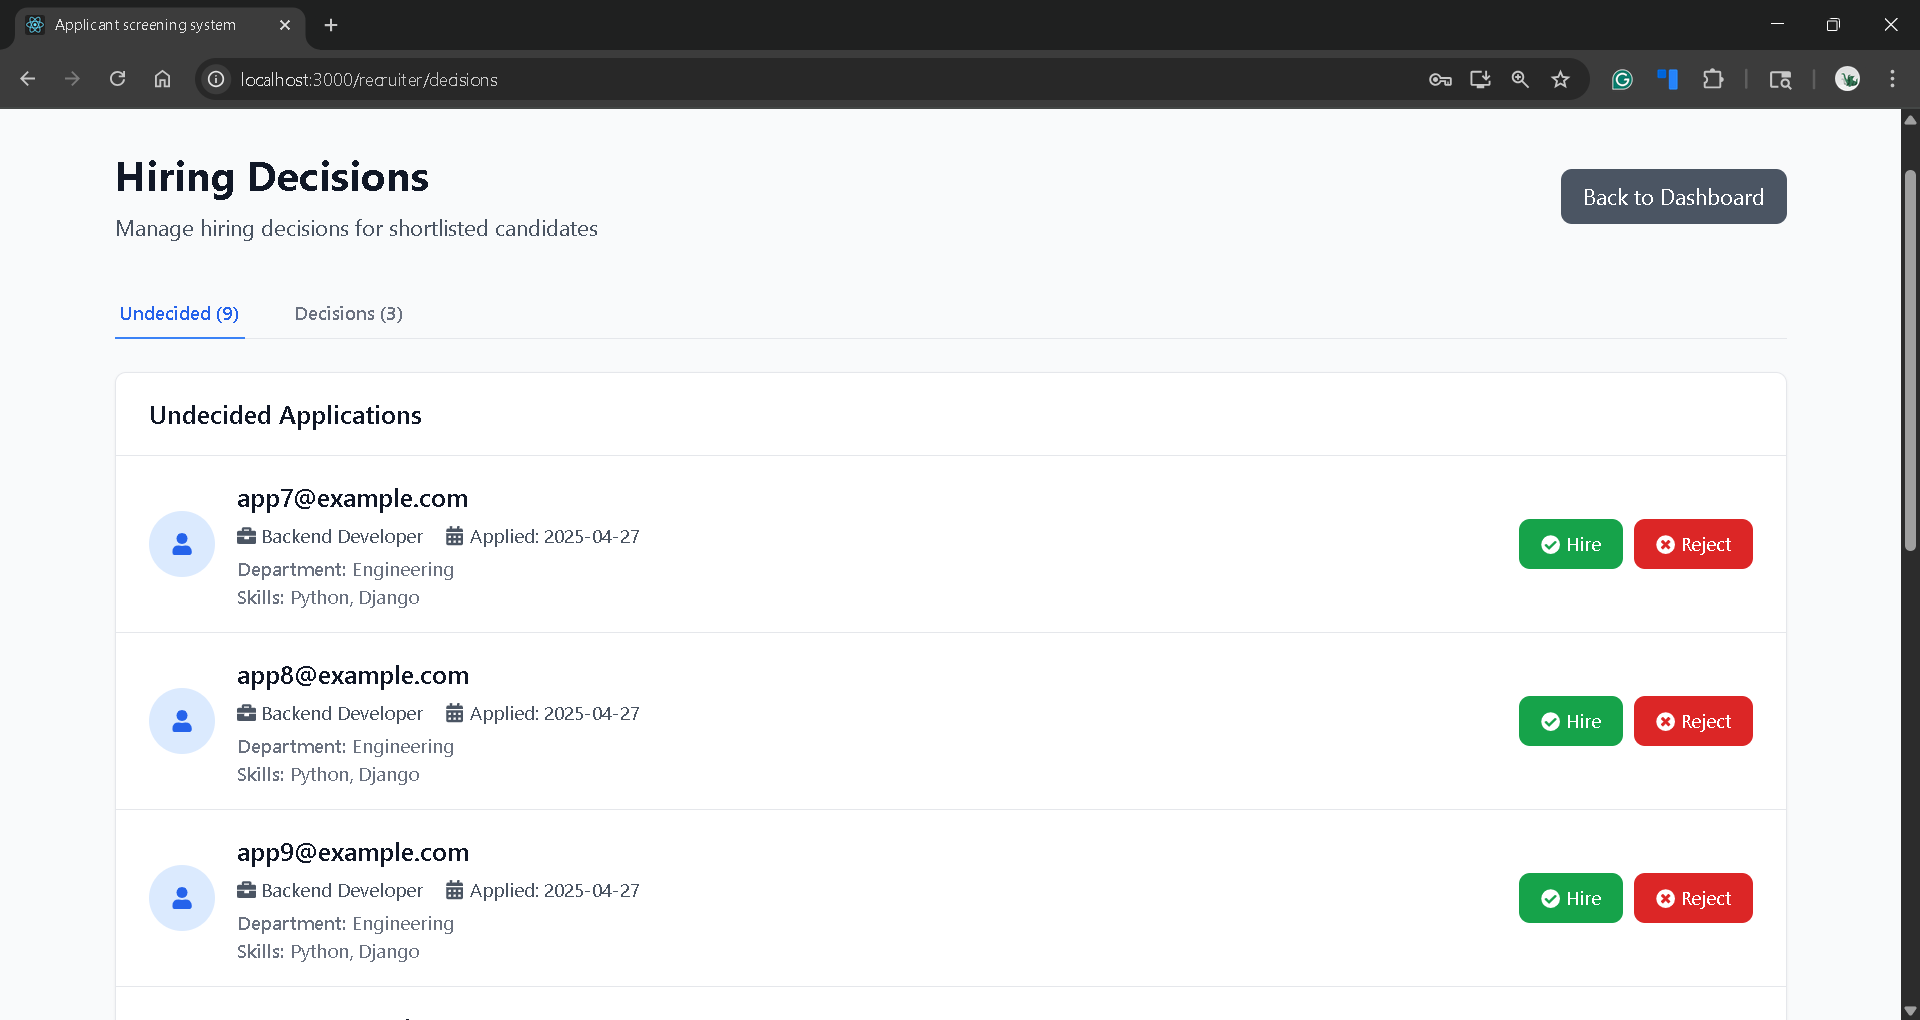 Applicant screening system
localhost:3000/recruiter/decisions
Hiring Decisions
Back to Dashboard
Manage hiring decisions for shortlisted candidates
Undecided (9) Decisions (3)
Undecided Applications
app7@example.com
Backend Developer Applied: 2025-04-27
Hire Reject
Department: Engineering
Skills: Python, Django
app8@example.com
Backend Developer Applied: 2025-04-27
Hire Reject
Department: Engineering
Skills: Python, Django
app9@example.com
Backend Developer Applied: 2025-04-27
Hire Reject
Department: Engineering
Skills: Python, Django